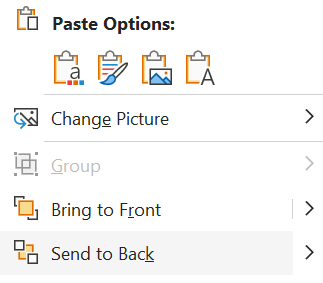 Paste Options:
Change Picture
Group
Bring to Front
Send to Back